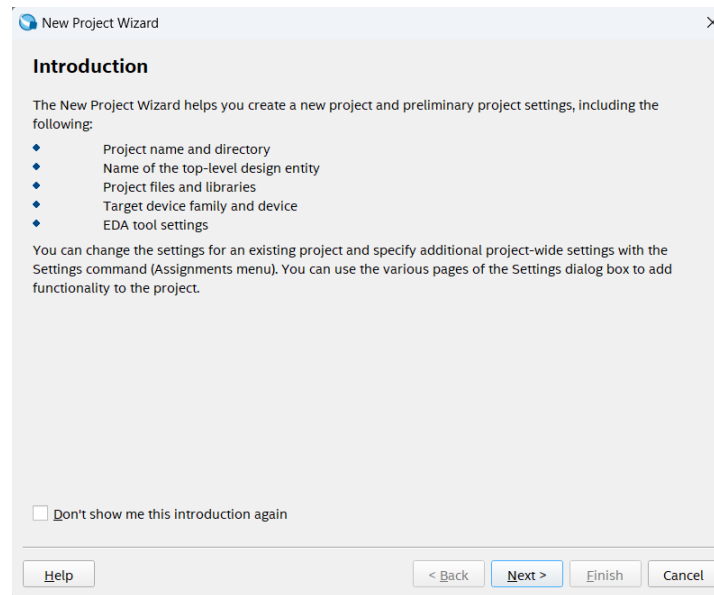 New Project Wizard
Introduction
The New Project Wizard helps you create a new project and preliminary project settings, including the
following:
Project name and directory
Name of the top-level design entity
Project files and libraries
Target device family and device
EDA tool settings
You can change the settings for an existing project and specify additional project-wide settings with the
Settings command (Assignments menu). You can use the various pages of the Settings dialog box to add
functionality to the project.
Don't show me this introduction again
Help
< Back
Next >
Finish
Cancel